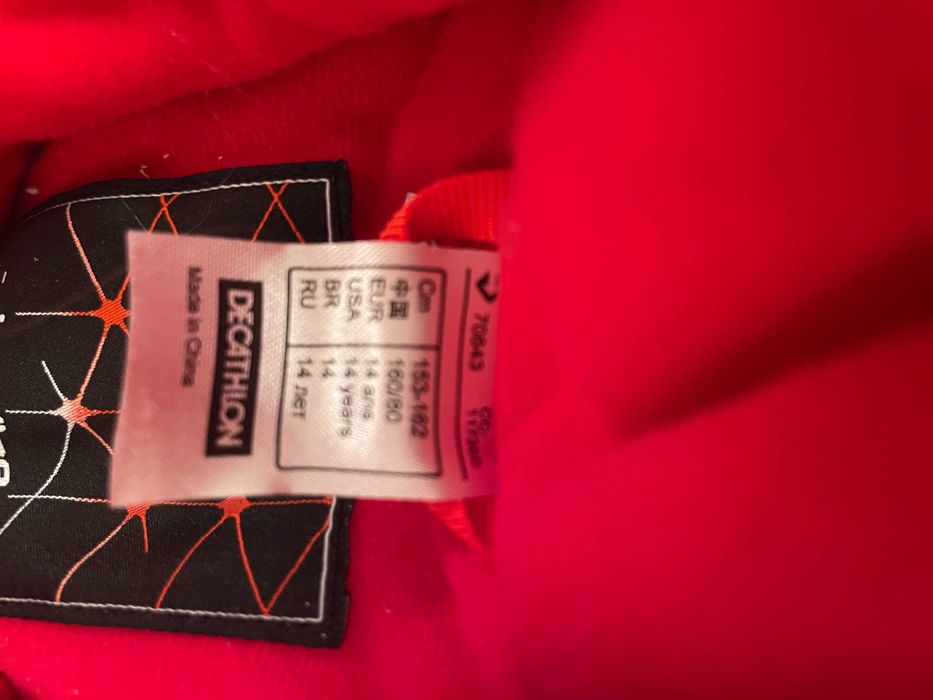 70843
Cm 153-162
中国 160/80
EUR 14 ans
USA 14 years
BR 14
RU 14 лет
DECATHLON
Made in China